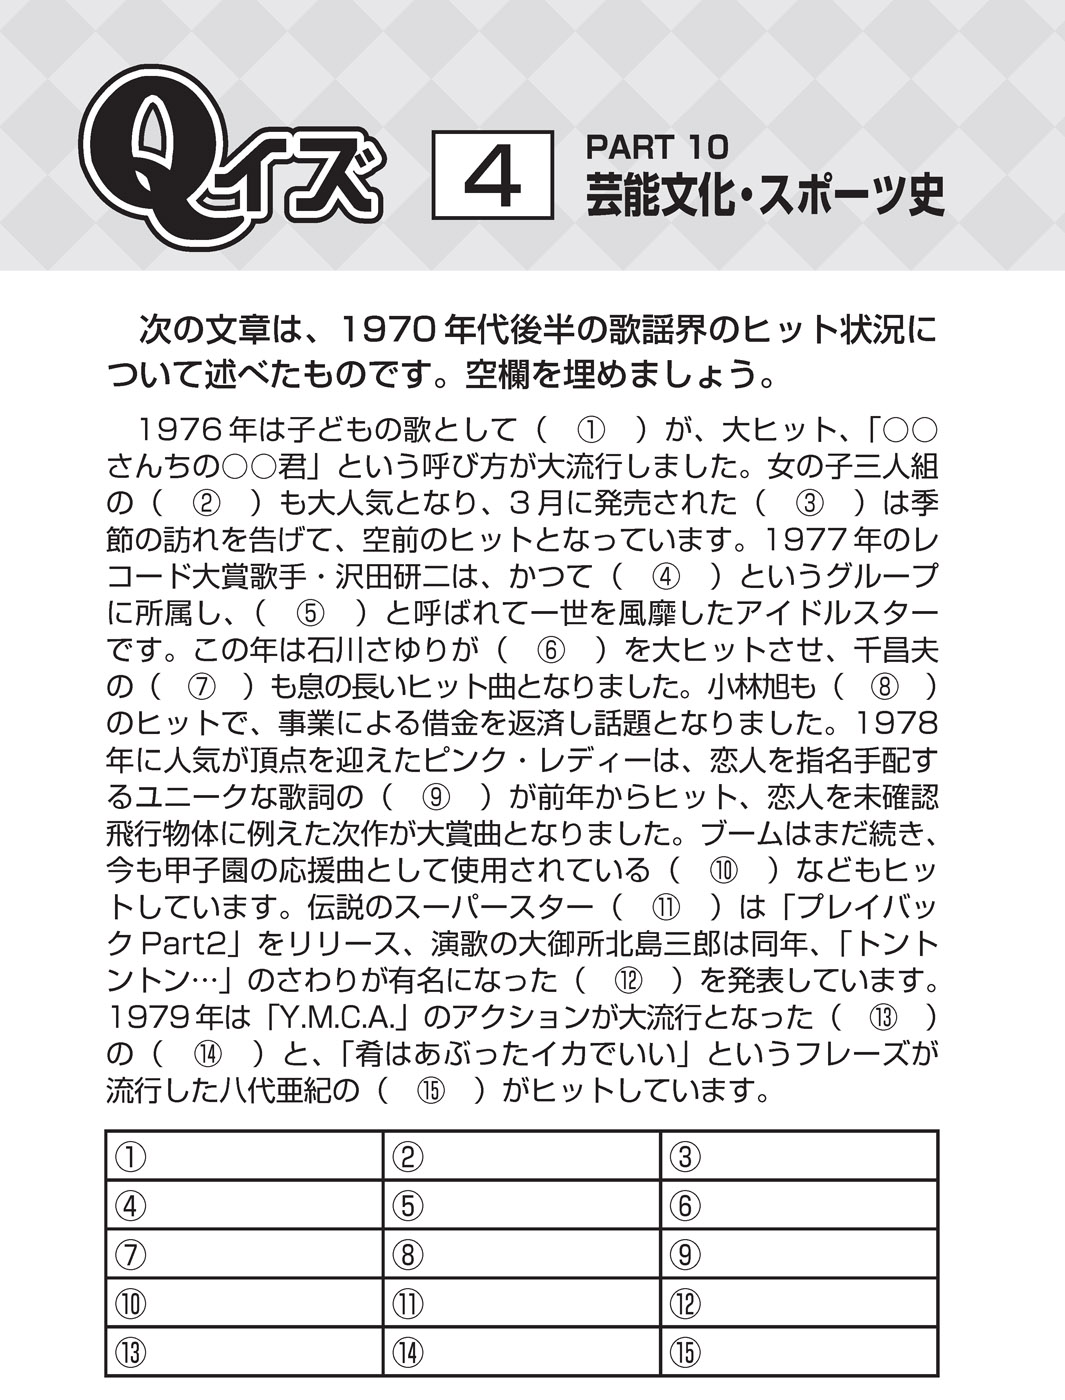 Qイズ
4
PART 10
芸能文化・スポーツ史
次の文章は、1970年代後半の歌謡界のヒット状況に
ついて述べたものです。空欄を埋めましょう。
1976年は子どもの歌として（　①　）が、大ヒット、「○○
さんちの○○君」という呼び方が大流行しました。女の子三人組
の（　②　）も大人気となり、3月に発売された（　③　）は季
節の訪れを告げて、空前のヒットとなっています。1977年のレ
コード大賞歌手・沢田研二は、かつて（　④　）というグループ
に所属し、（　⑤　）と呼ばれて一世を風靡したアイドルスター
です。この年は石川さゆりが（　⑥　）を大ヒットさせ、千昌夫
の（　⑦　）も息の長いヒット曲となりました。小林旭も（　⑧　）
のヒットで、事業による借金を返済し話題となりました。1978
年に人気が頂点を迎えたピンク・レディーは、恋人を指名手配す
るユニークな歌詞の（　⑨　）が前年からヒット、恋人を未確認
飛行物体に例えた次作が大賞曲となりました。ブームはまだ続き、
今も甲子園の応援曲として使用されている（　⑩　）などもヒッ
トしています。伝説のスーパースター（　⑪　）は「プレイバッ
クPart2」をリリース、演歌の大御所北島三郎は同年、「トント
ントン…」のさわりが有名になった（　⑫　）を発表しています。
1979年は「Y.M.C.A.」のアクションが大流行となった（　⑬　）
の（　⑭　）と、「肴はあぶったイカでいい」というフレーズが
流行した八代亜紀の（　⑮　）がヒットしています。
①　②　③
④　⑤　⑥
⑦　⑧　⑨
⑩　⑪　⑫
⑬　⑭　⑮